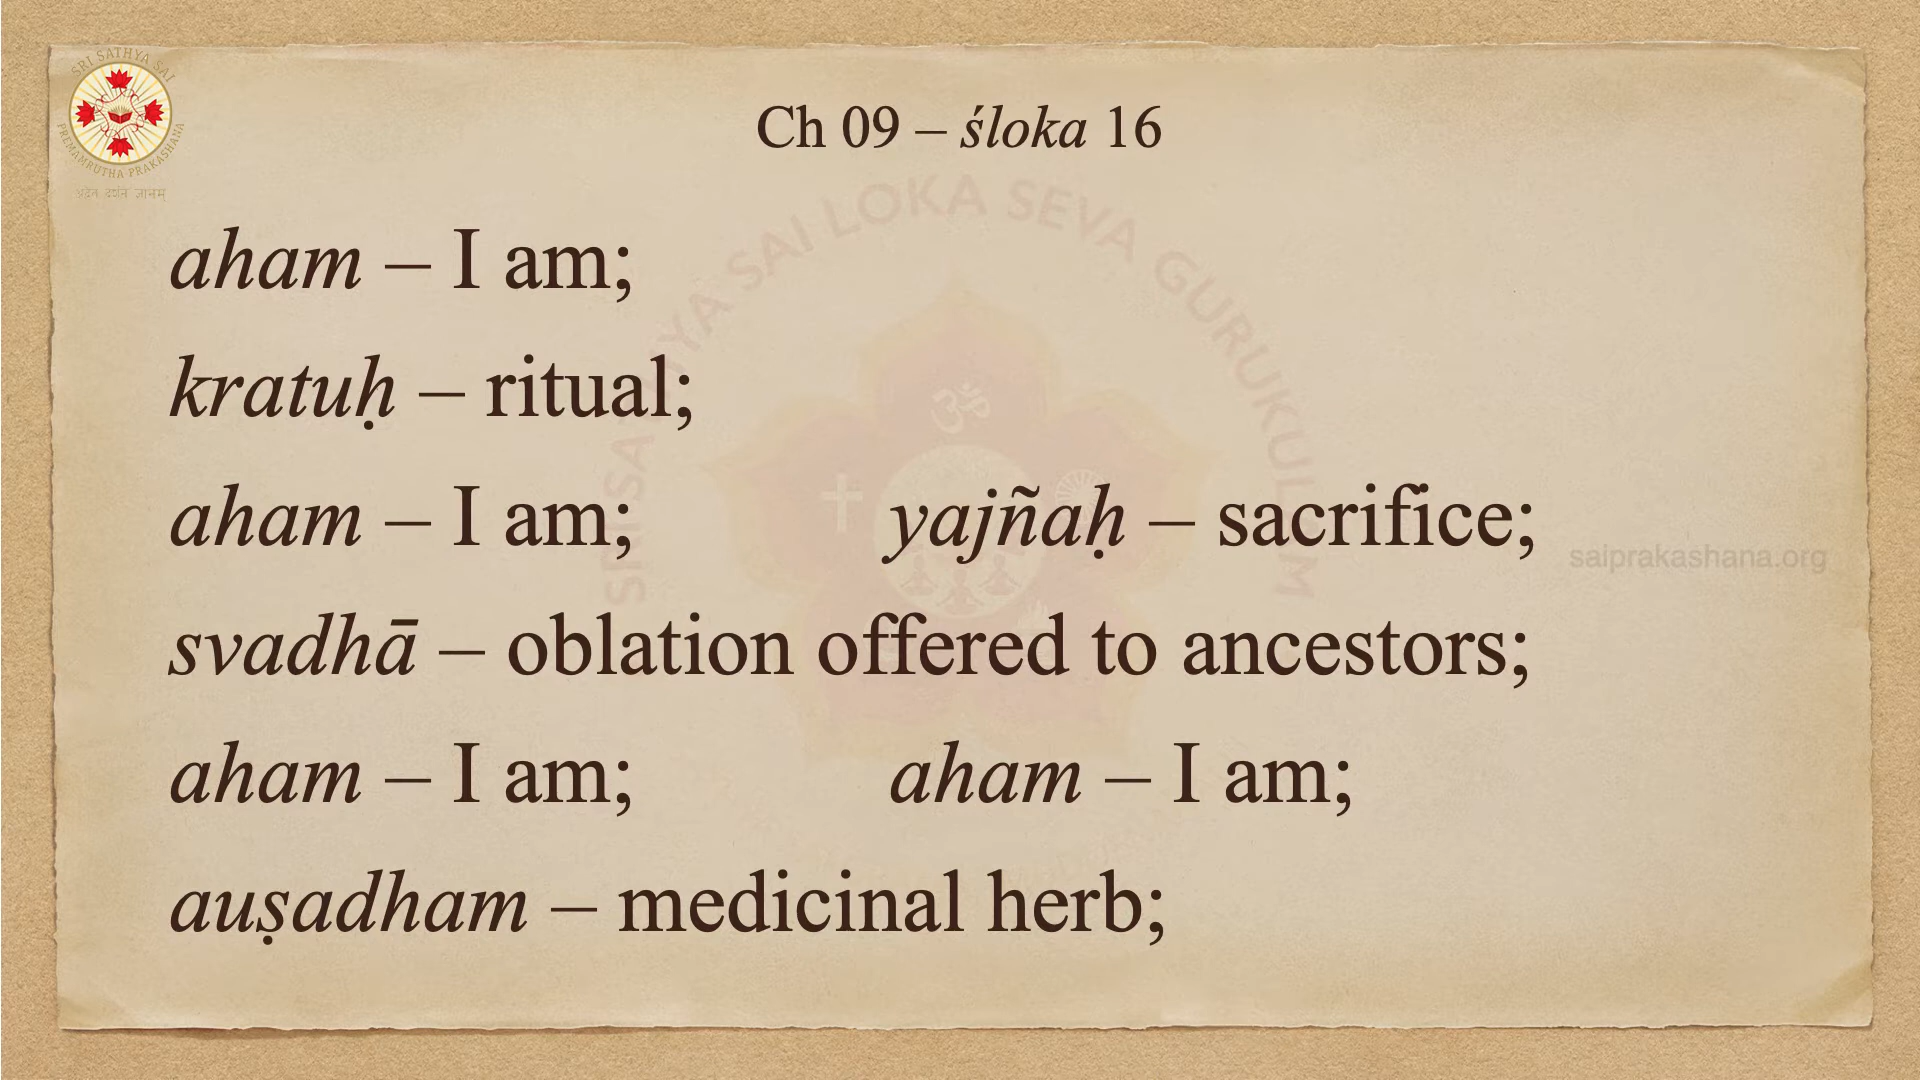 SRI SATHYA SAI
PREMAMRUTHA PRAKASHANA
Ch 09 – śloka 16
SRI SATHYA SAI LOKA SEVA GURUKULAM
aham – I am;
kratuḥ – ritual;
aham – I am; yajñaḥ – sacrifice;
saiprakashana.org
svadhā – oblation offered to ancestors;
aham – I am; aham – I am;
auṣadham – medicinal herb;